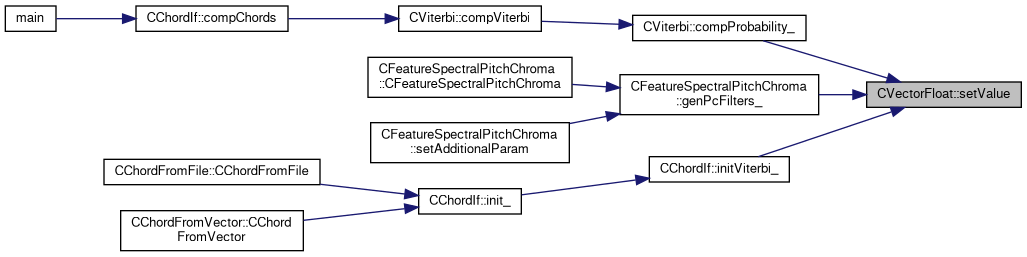 main
CChordIf::compChords
CViterbi::compViterbi
CViterbi::compProbability_
CFeatureSpectralPitchChroma
::CFeatureSpectralPitchChroma
CFeatureSpectralPitchChroma
::genPcFilters_
CVectorFloat::setValue
CFeatureSpectralPitchChroma
::setAdditionalParam
CChordFromFile::CChordFromFile
CChordIf::initViterbi_
CChordIf::init_
CChordFromVector::CChord
FromVector